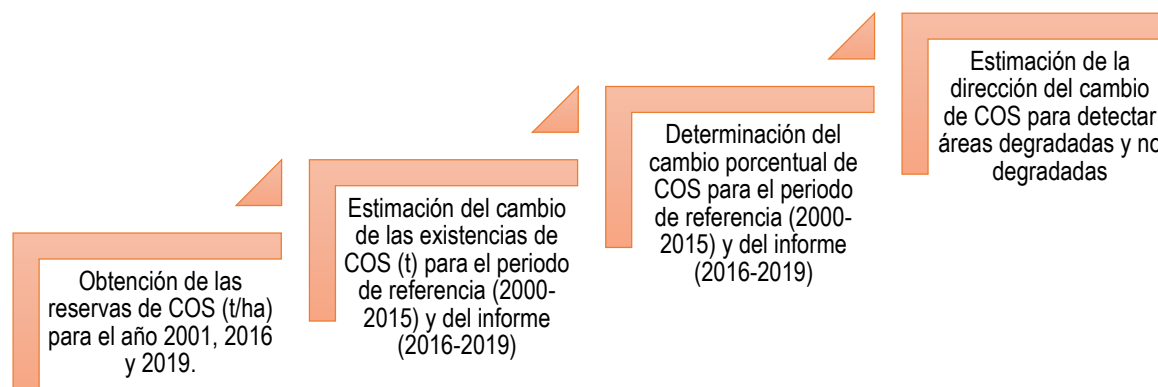 Obtención de las
reservas de COS (t/ha)
para el año 2001, 2016
y 2019.
Estimación del cambio
de las existencias de
COS (t) para el periodo
de referencia (2000-
2015) y del informe
(2016-2019)
Determinación del
cambio porcentual de
COS para el periodo
de referencia (2000-
2015) y del informe
(2016-2019)
Estimación de la
dirección del cambio
de COS para detectar
áreas degradadas y no
degradadas